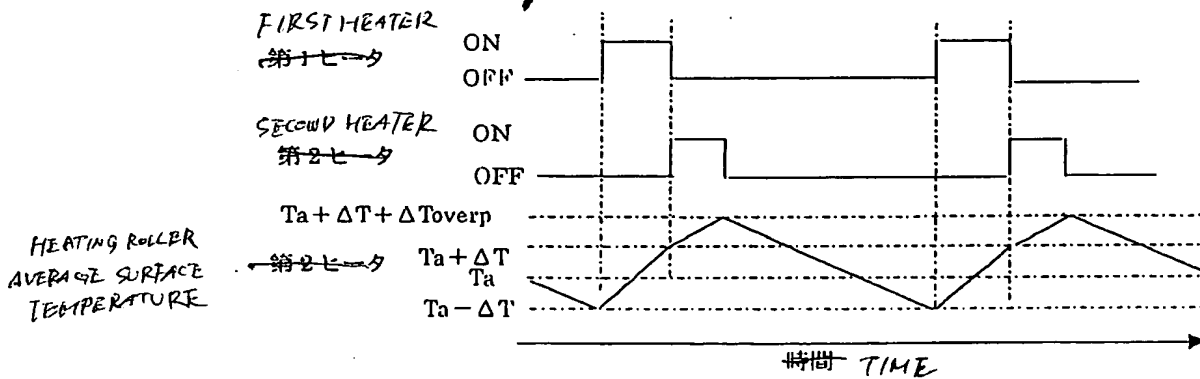 FIRST HEATER
第1ヒータ
ON
OFF
SECOND HEATER
第2ヒータ
ON
OFF
Ta+ΔT+ΔToverp
HEATING ROLLER
AVERAGE SURFACE
TEMPERATURE
第2ヒータ
Ta+ΔT
Ta
Ta-ΔT
時間 TIME